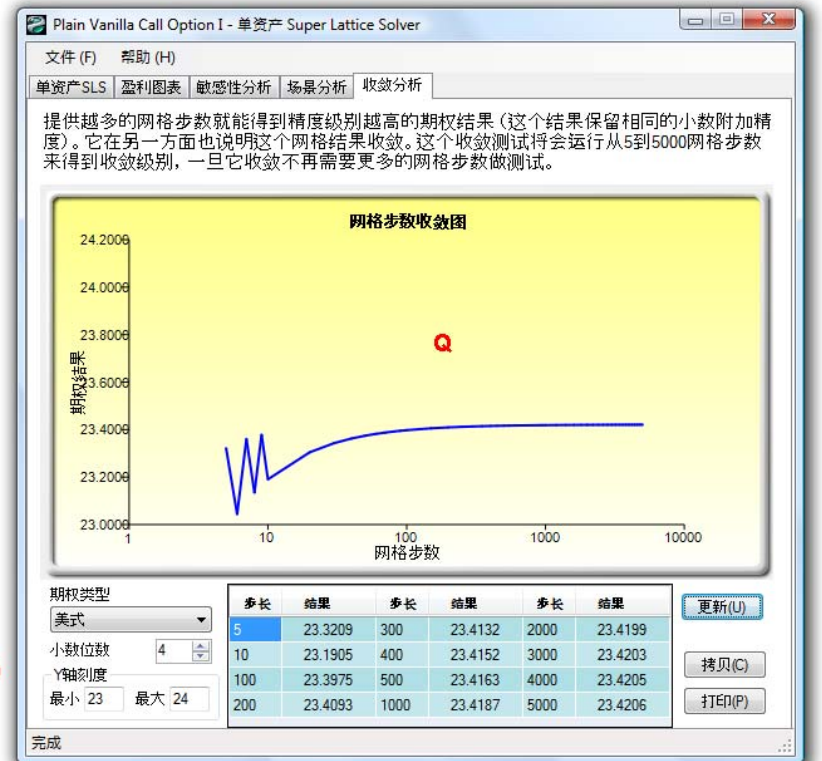 Plain Vanilla Call Option I - 单资产 Super Lattice Solver
文件 (F) 帮助 (H)
单资产SLS 盈利图表 敏感性分析 场景分析 收敛分析
提供越多的网格步数就能得到精度级别越高的期权结果 (这个结果保留相同的小数附加精
度)。它在另一方面也说明这个网格结果收敛。这个收敛测试将会运行从5到5000网格步数
来得到收敛级别, 一旦它收敛不再需要更多的网格步数做测试。
网格步数收敛图
24.2000
24.0000
23.8000
23.6000
23.4000
23.2000
23.0000
期权结果
Q
1 10 100 1000 10000
网格步数
期权类型
美式
小数位数 4
Y轴刻度
最小 23 最大 24
步长 结果 步长 结果 步长 结果
5 23.3209 300 23.4132 2000 23.4199
10 23.1905 400 23.4152 3000 23.4203
100 23.3975 500 23.4163 4000 23.4205
200 23.4093 1000 23.4187 5000 23.4206
更新(U)
拷贝(C)
打印(P)
完成